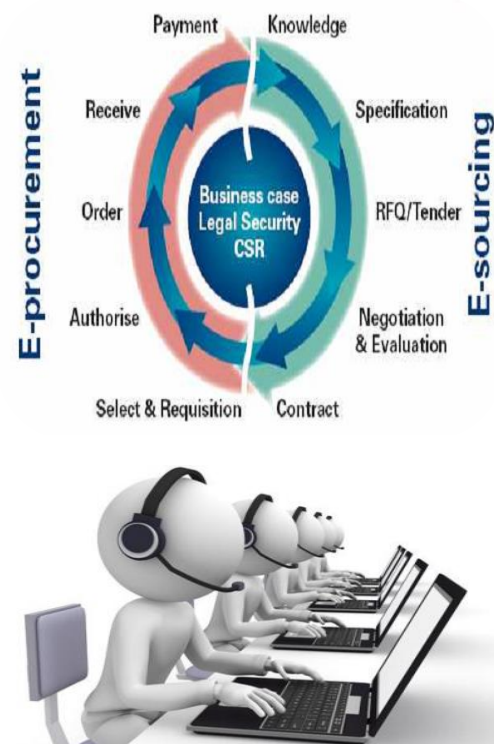 Payment
Knowledge
Receive
Specification
Order
RFQ/Tender
Authorise
Negotiation
& Evaluation
Select & Requisition
Contract
Business case
Legal Security
CSR
E-procurement
E-sourcing